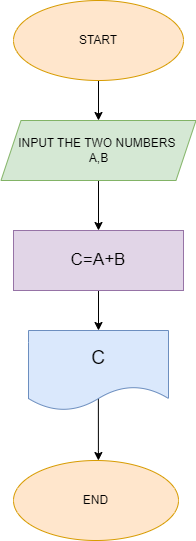 START
INPUT THE TWO NUMBERS
A,B
C=A+B
C
END